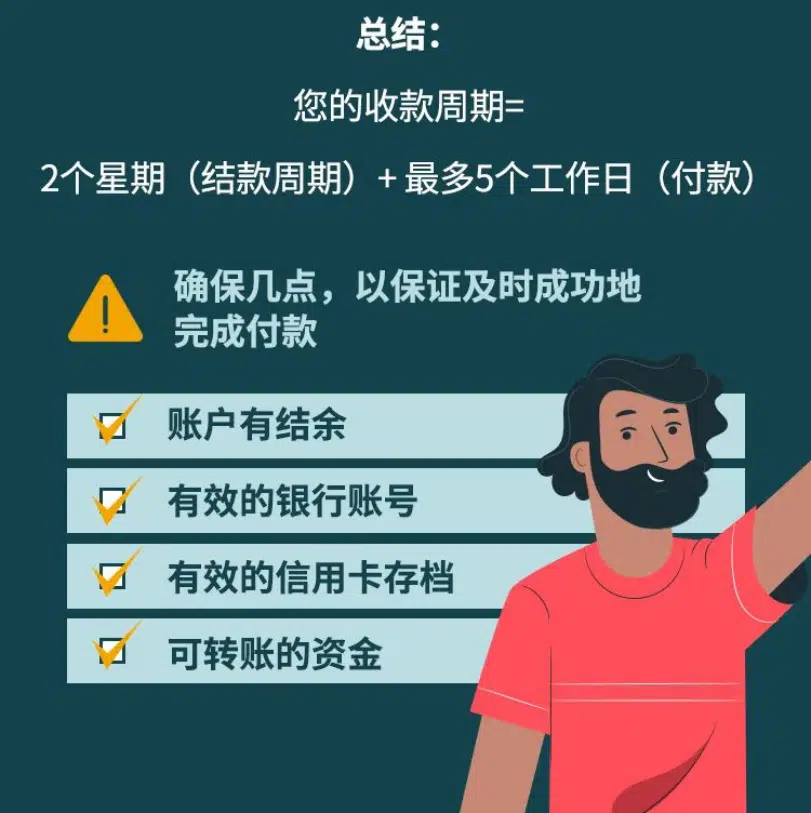 总结：
您的收款周期=
2个星期（结款周期）+ 最多5个工作日（付款）
确保几点，以保证及时成功地
完成付款
账户有结余
有效的银行账号
有效的信用卡存档
可转账的资金